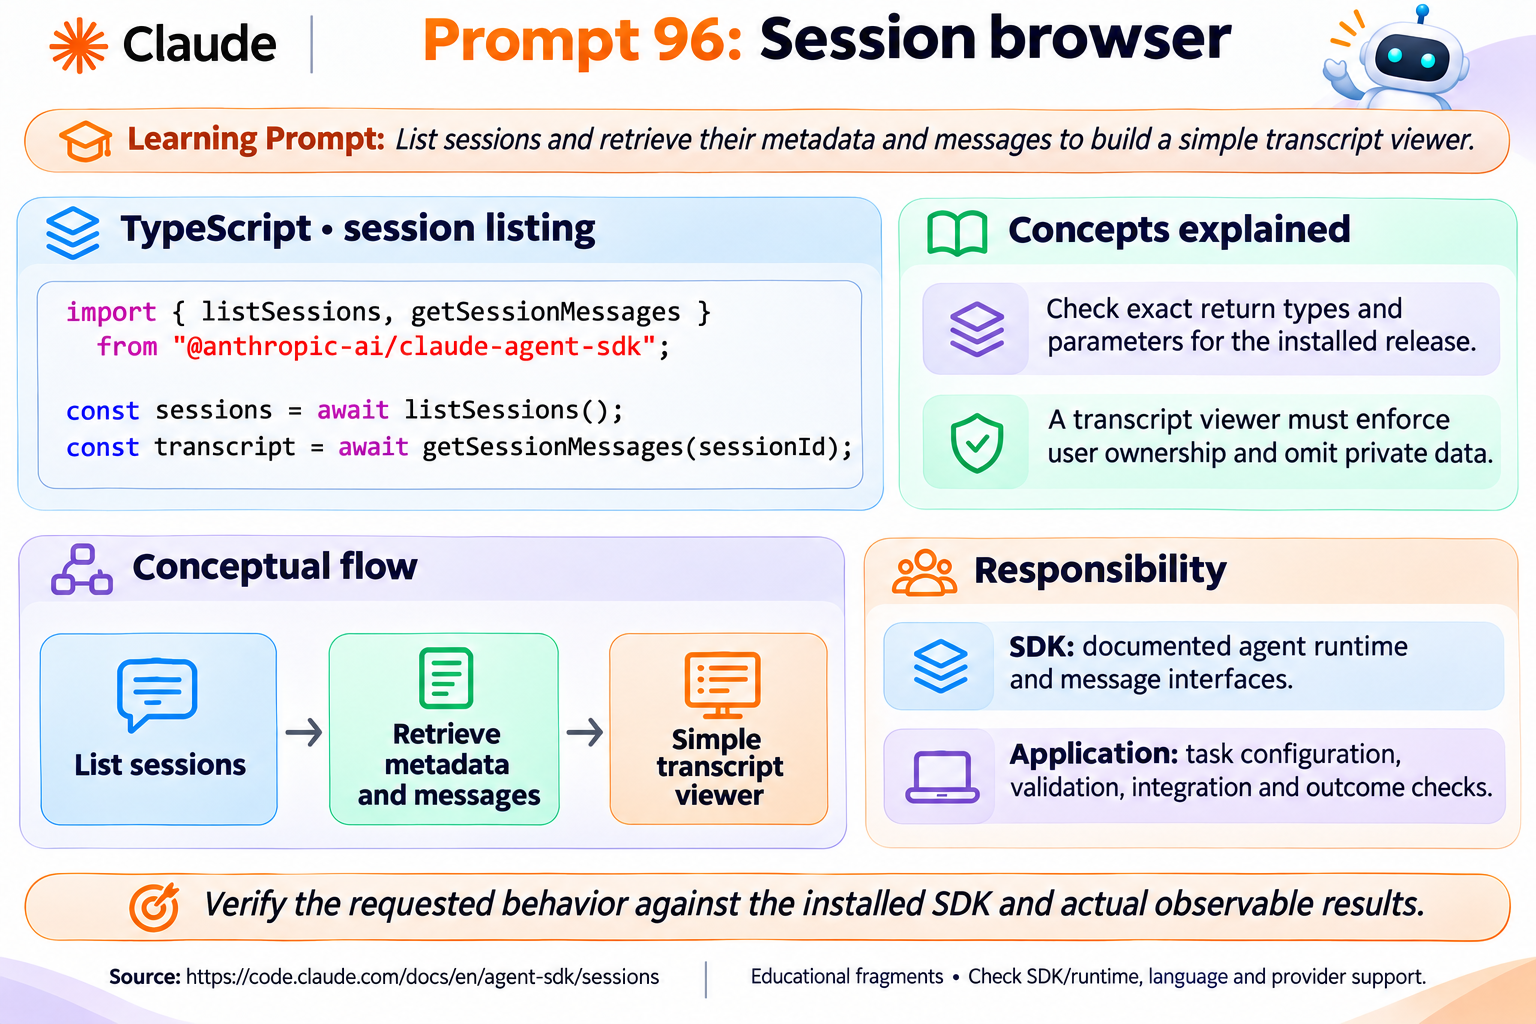 Claude
Prompt 96: Session browser
Learning Prompt: List sessions and retrieve their metadata and messages to build a simple transcript viewer.
TypeScript • session listing
import { listSessions, getSessionMessages }
from "@anthropic-ai/claude-agent-sdk";
const sessions = await listSessions();
const transcript = await getSessionMessages(sessionId);
Concepts explained
Check exact return types and
parameters for the installed release.
A transcript viewer must enforce
user ownership and omit private data.
Conceptual flow
List sessions
Retrieve
metadata
and messages
Simple
transcript
viewer
Responsibility
SDK: documented agent runtime
and message interfaces.
Application: task configuration,
validation, integration and outcome checks.
Verify the requested behavior against the installed SDK and actual observable results.
Source: https://code.claude.com/docs/en/agent-sdk/sessions
Educational fragments • Check SDK/runtime, language and provider support.